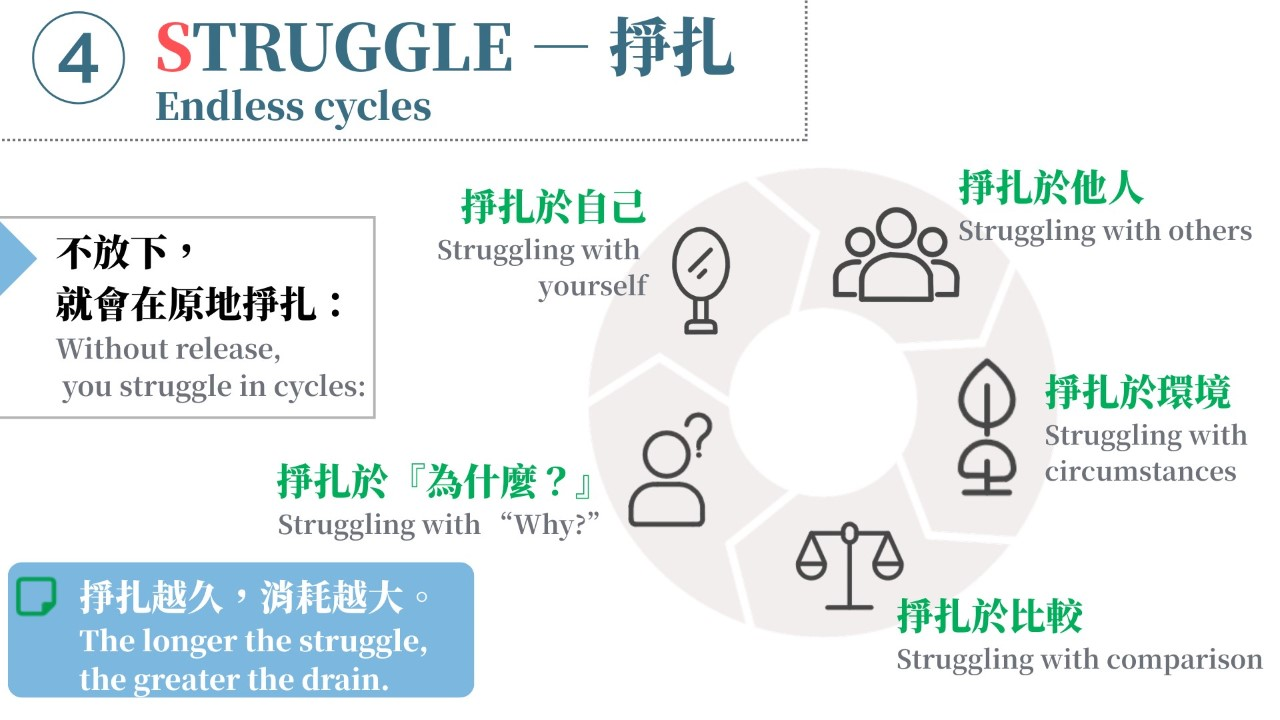 4
STRUGGLE — 掙扎
Endless cycles
不放下，
就會在原地掙扎：
Without release,
you struggle in cycles:
掙扎於自己
Struggling with
yourself
掙扎於他人
Struggling with others
掙扎於環境
Struggling with
circumstances
掙扎於比較
Struggling with comparison
掙扎於『為什麼？』
Struggling with “Why?”
掙扎越久，消耗越大。
The longer the struggle,
the greater the drain.